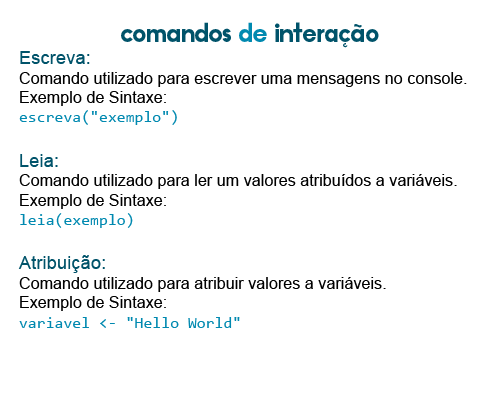 comandos de interação
Escreva:
Comando utilizado para escrever uma mensagens no console.
Exemplo de Sintaxe:
escreva("exemplo")
Leia:
Comando utilizado para ler um valores atribuídos a variáveis.
Exemplo de Sintaxe:
leia(exemplo)
Atribuição:
Comando utilizado para atribuir valores a variáveis.
Exemplo de Sintaxe:
variavel <- "Hello World"